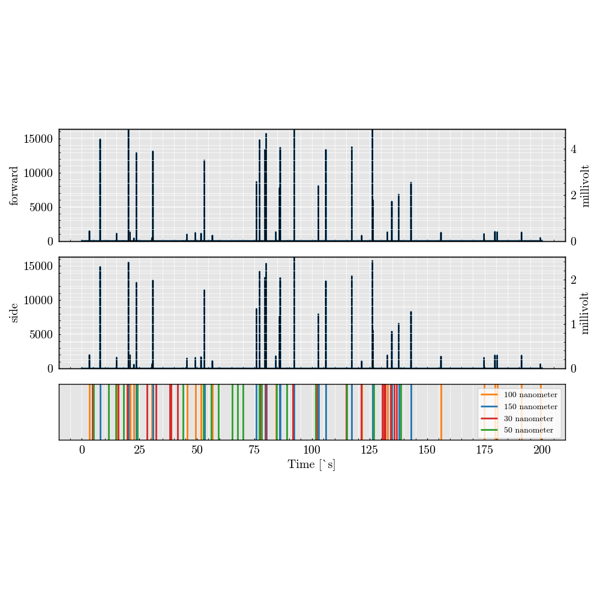 15000
10000
5000
0
forward
4
2
0
millivolt
15000
10000
5000
0
side
2
1
0
millivolt
100 nanometer
150 nanometer
30 nanometer
50 nanometer
0 25 50 75 100 125 150 175 200
Time [`s]